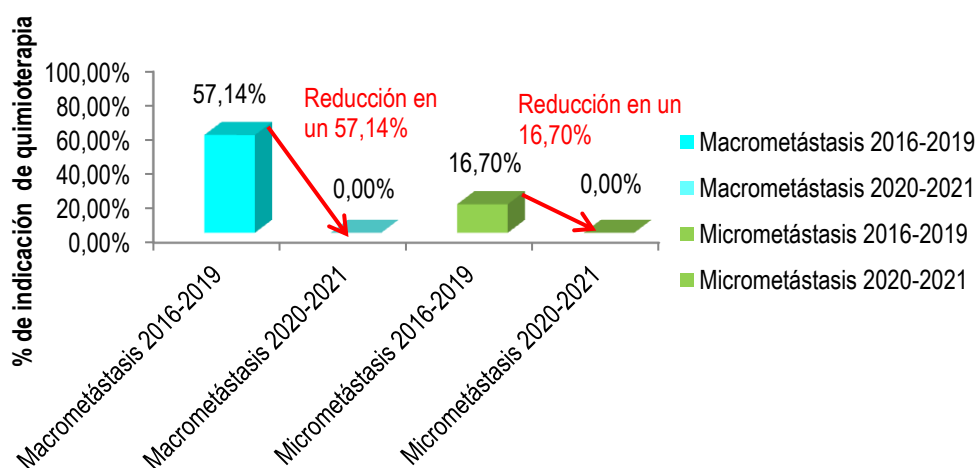 % de indicación de quimioterapia
100,00%
80,00%
60,00%
40,00%
20,00%
0,00%
57,14%
Reducción en
un 57,14%
0,00%
16,70%
Reducción en un
16,70%
0,00%
Macrometástasis 2016-2019
Macrometástasis 2020-2021
Micrometástasis 2016-2019
Micrometástasis 2020-2021
Macrometástasis 2016-2019
Macrometástasis 2020-2021
Micrometástasis 2016-2019
Micrometástasis 2020-2021